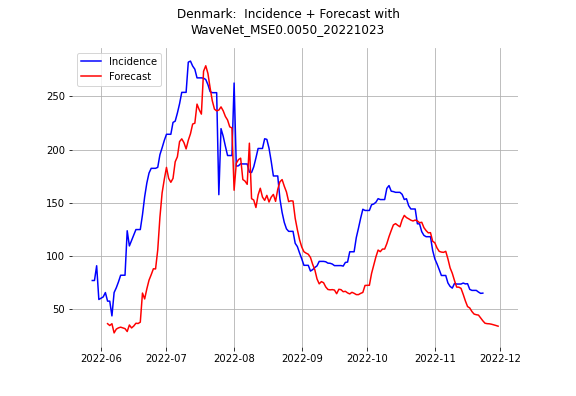 Denmark:  Incidence + Forecast with
WaveNet_MSE0.0050_20221023
Incidence
Forecast
250
200
150
100
50
2022-06 2022-07 2022-08 2022-09 2022-10 2022-11 2022-12